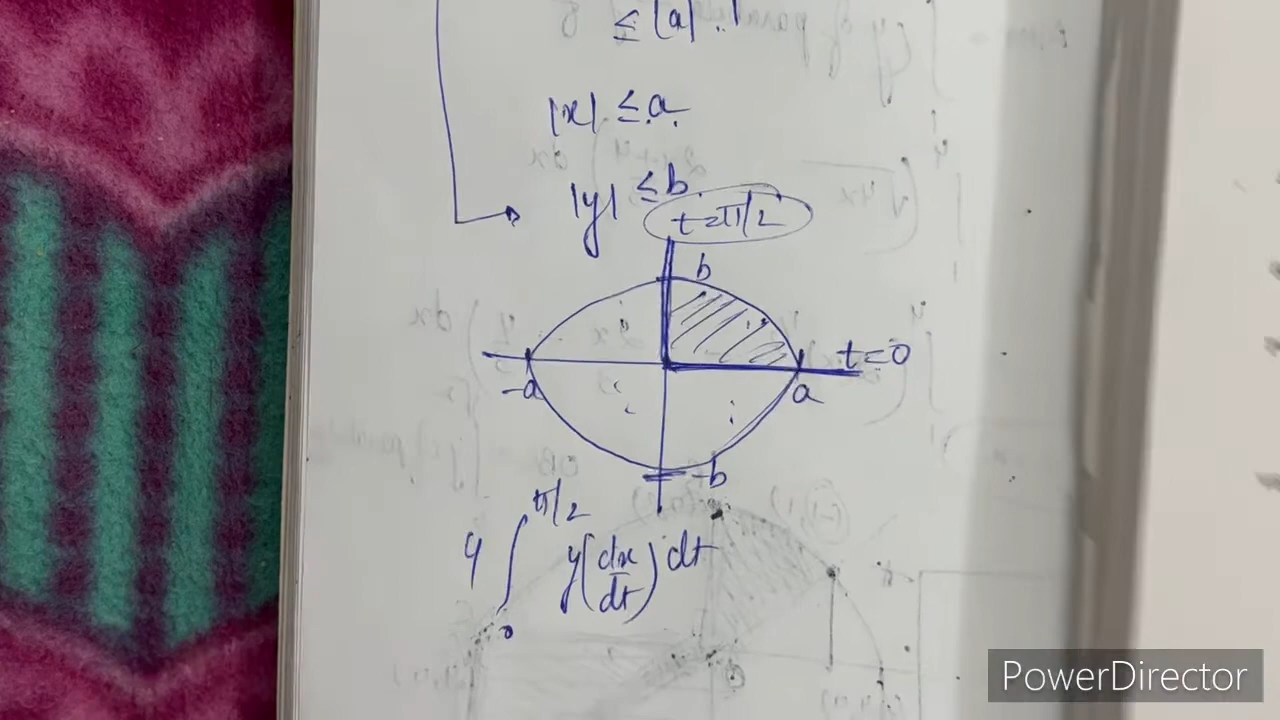 ≤ |a|
|x| ≤ a
|y| ≤ b
t=π/2
b
t=0
-a
a
-b
4 ∫₀^{π/2} y(dx/dt) dt
PowerDirector